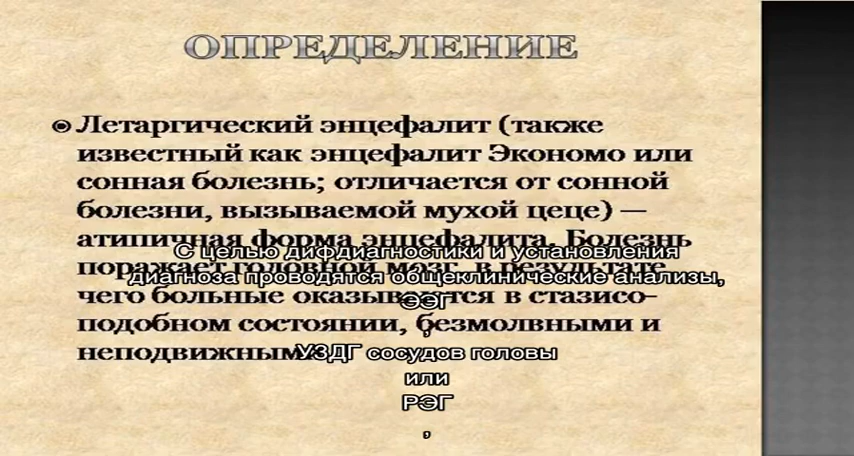 ОПРЕДЕЛЕНИЕ
Летаргический энцефалит (также
известный как энцефалит Экономо или
сонная болезнь; отличается от сонной
болезни, вызываемой мухой цеце) —
атипичная форма энцефалита. Болезнь
поражает головной мозг, в результате
чего больные оказываются в стазисо-
подобном состоянии, безмолвными и
неподвижными.
С целью дифдиагностики и установления
диагноза проводятся общеклинические анализы,
ЭЭГ
,
УЗДГ сосудов головы
или
РЭГ
,